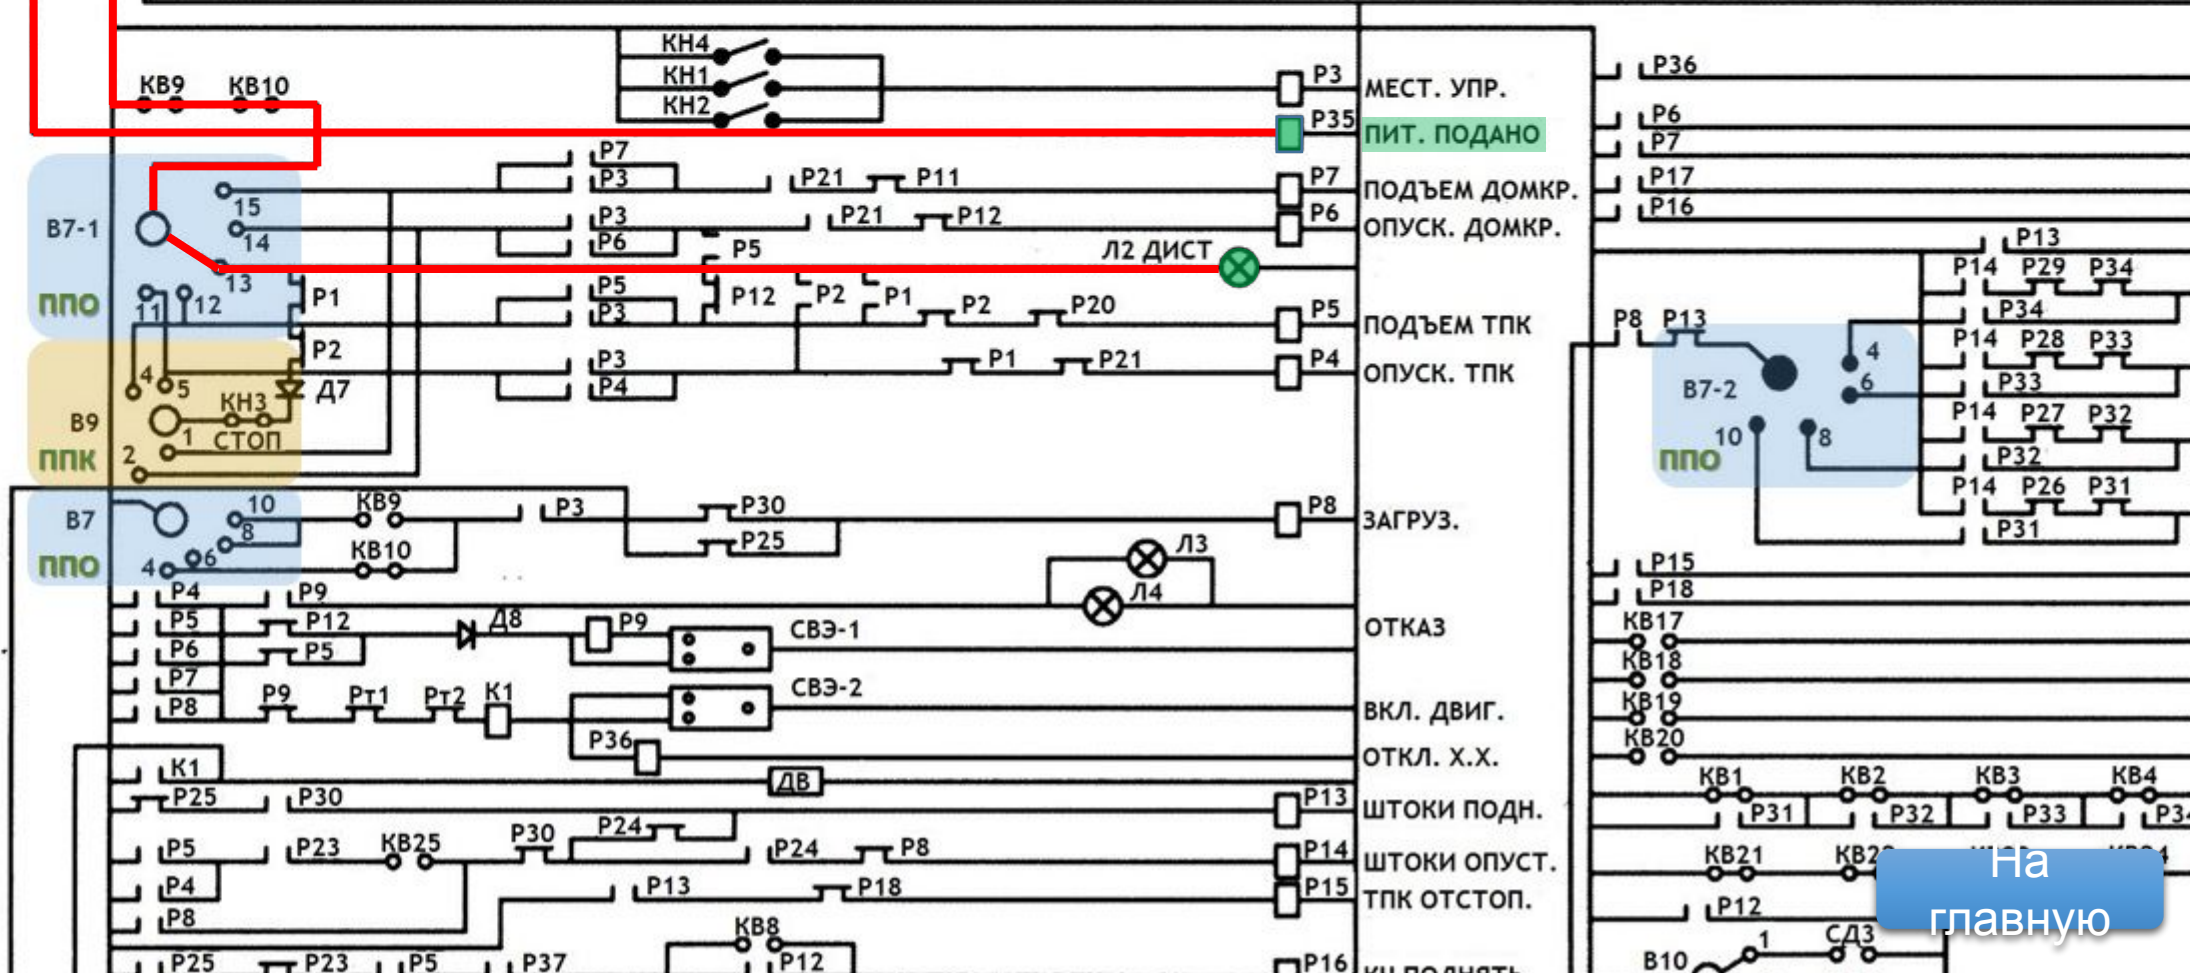 КН4
КН1
КН2
КВ9 КВ10
Р3 МЕСТ. УПР.
Р35 ПИТ. ПОДАНО
Р7
Р3 Р21 Р11 Р7 ПОДЪЕМ ДОМКР.
15
В7-1
14
13
11 12
ППО
Р3 Р21 Р12 Р6 ОПУСК. ДОМКР.
Р6
Р5
Л2 ДИСТ
Р1
Р5 Р12 Р2 Р1 Р2 Р20
Р3 Р5 ПОДЪЕМ ТПК
Р2
Р3 Р1 Р21 Р4 ОПУСК. ТПК
Р4
Д7
4 5
КН3
В9
1 СТОП
ППК 2
В7 10 КВ9 Р3 Р30 Р8 ЗАГРУЗ.
8
Р25
ППО 4 6 КВ10
Л3
Л4
Р4 Р9
Р5 Р12 Д8 Р9 СВЭ-1 ОТКАЗ
Р6 Р5
Р7
Р8 Р9 Рт1 Рт2 К1 СВЭ-2 ВКЛ. ДВИГ.
Р36 ОТКЛ. Х.Х.
К1 ДВ
Р25 Р30 Р13 ШТОКИ ПОДН.
Р24
Р5 Р23 КВ25 Р30 Р24 Р8 Р14 ШТОКИ ОПУСТ.
Р4 Р13 Р18 Р15 ТПК ОТСТОП.
Р8
КВ8
Р25 Р23 Р5 Р37 Р12 Р16
Р36
Р6
Р7
Р17
Р16
Р13
Р14 Р29 Р34
Р34
Р8 Р13
Р14 Р28 Р33
Р33
4
В7-2 6
10 8
ППО
Р14 Р27 Р32
Р32
Р14 Р26 Р31
Р31
Р15
Р18
КВ17
КВ18
КВ19
КВ20
КВ1 КВ2 КВ3 КВ4
Р31 Р32 Р33
КВ21
Р12
В10 1 СД3
На
главную